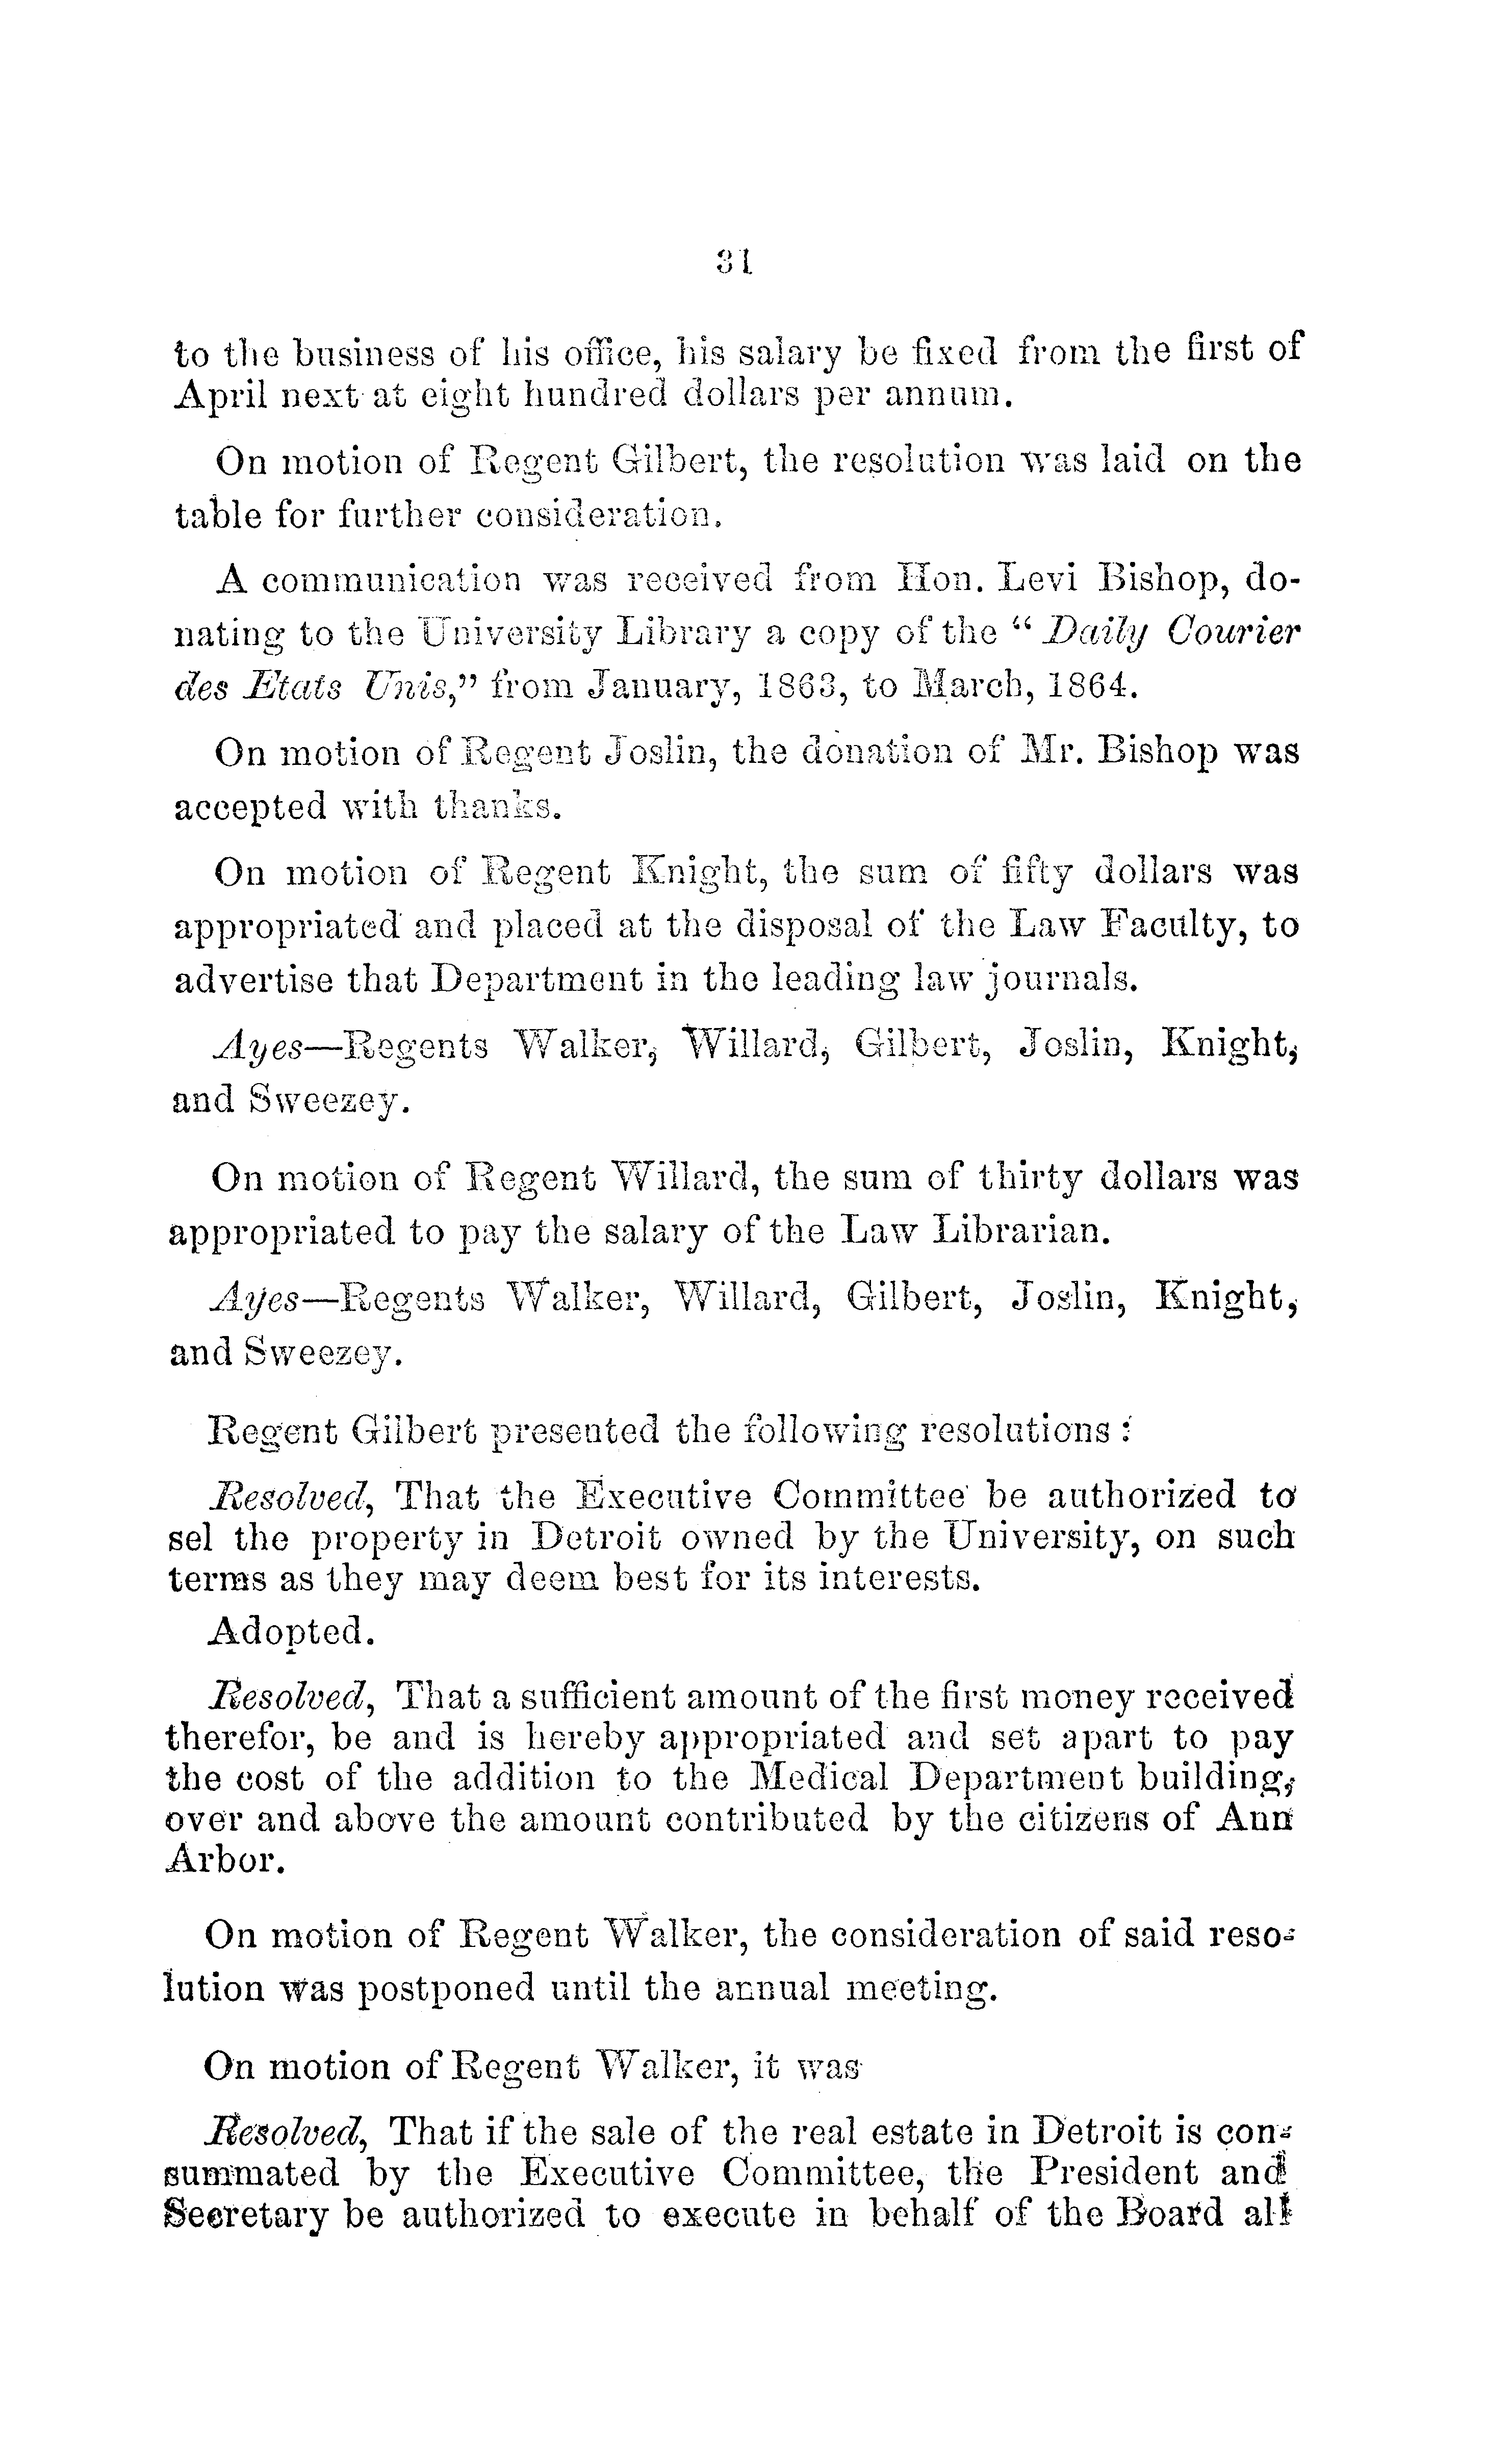 31
to the business of his office, his salary be fixed from the first of
April next at eight hundred dollars per annum.
On motion of Regent Gilbert, the resolution was laid on the
table for further consideration.
A communication was received from Hon. Levi Bishop, do-
nating to the University Library a copy of the “ Daily Courier
des Etats Unis,” from January, 1863, to March, 1864.
On motion of Regent Joslin, the donation of Mr. Bishop was
accepted with thanks.
On motion of Regent Knight, the sum of fifty dollars was
appropriated and placed at the disposal of the Law Faculty, to
advertise that Department in the leading law journals.
Ayes—Regents Walker, Willard, Gilbert, Joslin, Knight,
and Sweezey.
On motion of Regent Willard, the sum of thirty dollars was
appropriated to pay the salary of the Law Librarian.
Ayes—Regents Walker, Willard, Gilbert, Joslin, Knight,
and Sweezey.
Regent Gilbert presented the following resolutions :
Resolved, That the Executive Committee be authorized to
sel the property in Detroit owned by the University, on such
terms as they may deem best for its interests.
Adopted.
Resolved, That a sufficient amount of the first money received
therefor, be and is hereby appropriated and set apart to pay
the cost of the addition to the Medical Department building,
over and above the amount contributed by the citizens of Ann
Arbor.
On motion of Regent Walker, the consideration of said reso-
lution was postponed until the annual meeting.
On motion of Regent Walker, it was
Resolved, That if the sale of the real estate in Detroit is con-
summated by the Executive Committee, the President and
Secretary be authorized to execute in behalf of the Board all